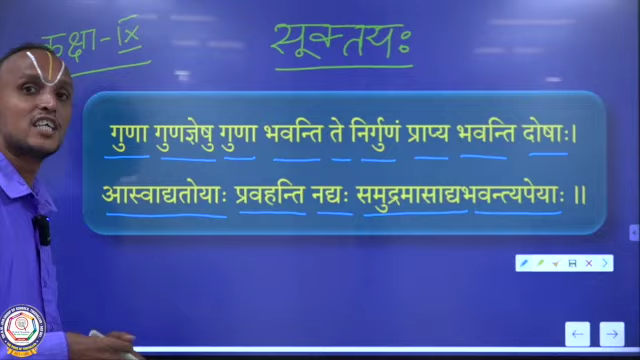 कक्षा-IX
सूक्तयः
गुणा गुणज्ञेषु गुणा भवन्ति ते निर्गुणं प्राप्य भवन्ति दोषाः।
आस्वाद्यतोयाः प्रवहन्ति नद्यः समुद्रमासाद्यभवन्त्यपेयाः ॥